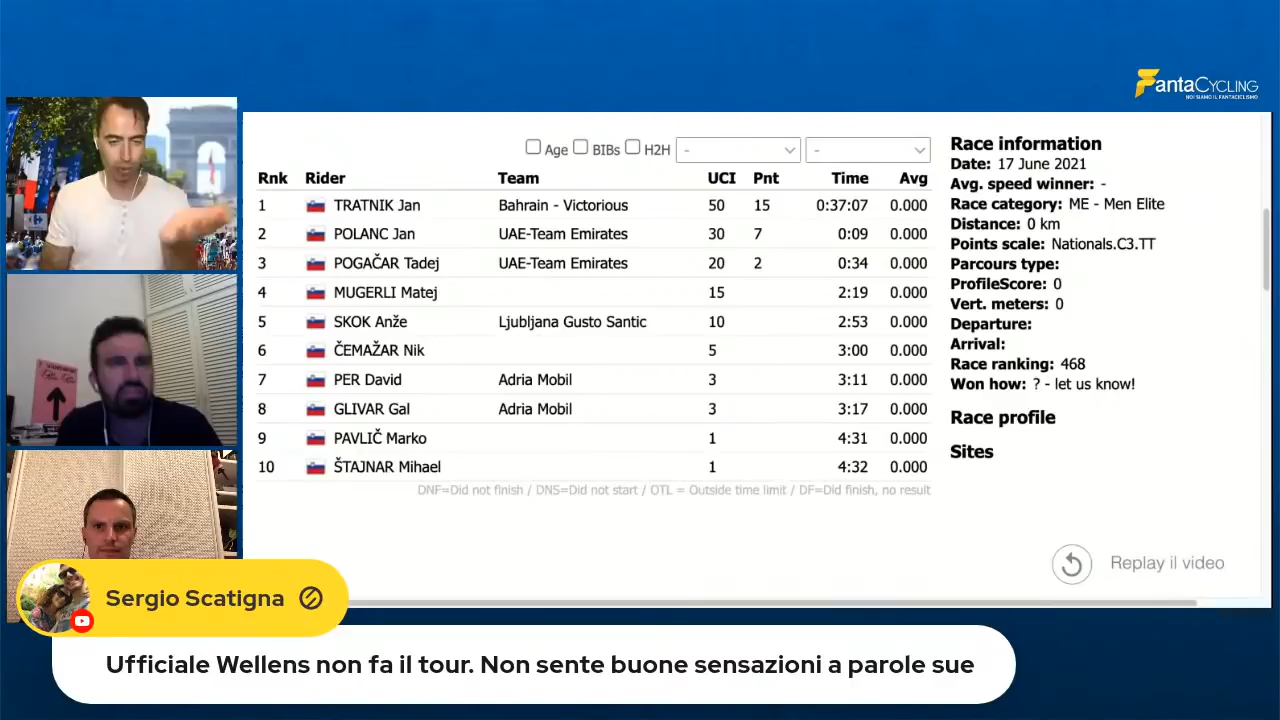 FantaCYCLING
NOI SIAMO IL FANTACICLISMO
Age BIBs H2H - -
Rnk Rider Team UCI Pnt Time Avg
1 TRATNIK Jan Bahrain - Victorious 50 15 0:37:07 0.000
2 POLANC Jan UAE-Team Emirates 30 7 0:09 0.000
3 POGAČAR Tadej UAE-Team Emirates 20 2 0:34 0.000
4 MUGERLI Matej 15 2:19 0.000
5 SKOK Anže Ljubljana Gusto Santic 10 2:53 0.000
6 ČEMAŽAR Nik 5 3:00 0.000
7 PER David Adria Mobil 3 3:11 0.000
8 GLIVAR Gal Adria Mobil 3 3:17 0.000
9 PAVLIČ Marko 1 4:31 0.000
10 ŠTAJNAR Mihael 1 4:32 0.000
DNF=Did not finish / DNS=Did not start / OTL = Outside time limit / DF=Did finish, no result
Race information
Date: 17 June 2021
Avg. speed winner: -
Race category: ME - Men Elite
Distance: 0 km
Points scale: Nationals.C3.TT
Parcours type:
ProfileScore: 0
Vert. meters: 0
Departure:
Arrival:
Race ranking: 468
Won how: ? - let us know!
Race profile
Sites
Replay il video
Sergio Scatigna
Ufficiale Wellens non fa il tour. Non sente buone sensazioni a parole sue